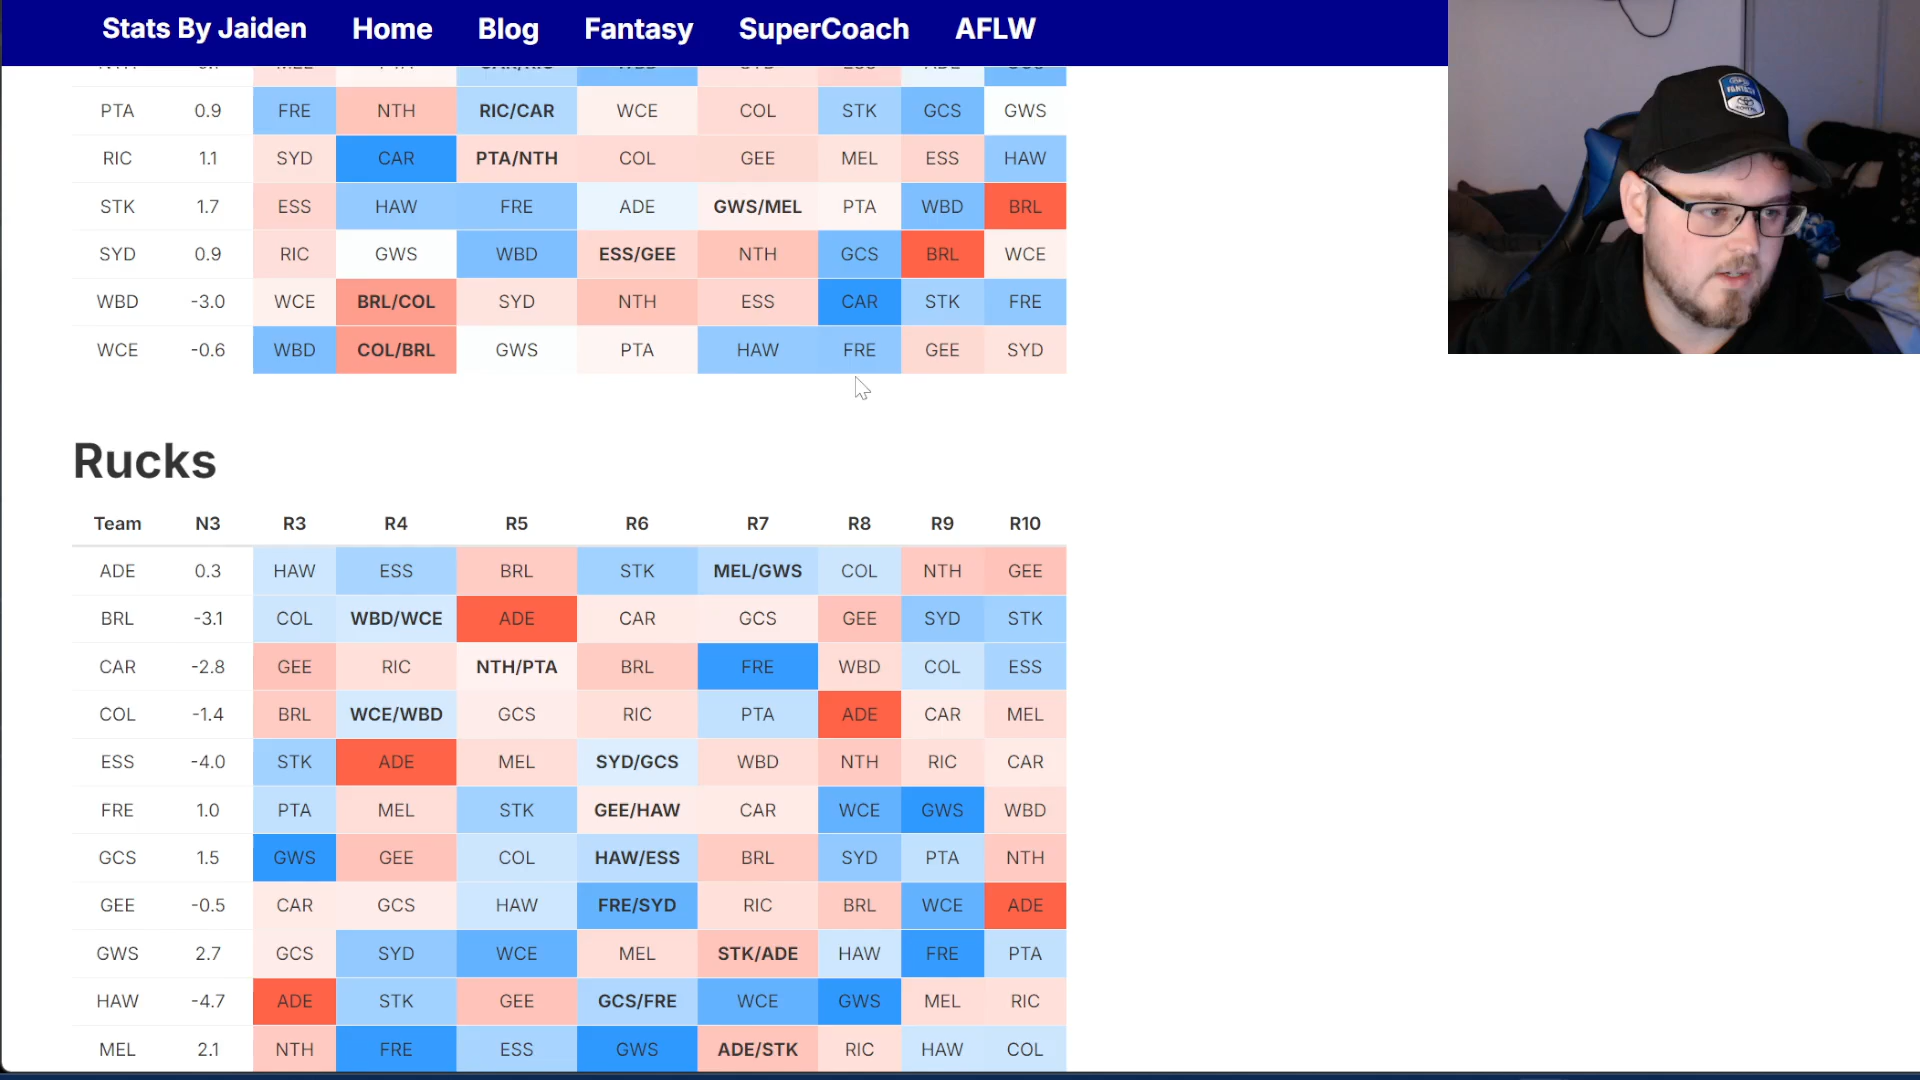 Stats By Jaiden Home Blog Fantasy SuperCoach AFLW
PTA 0.9 FRE NTH RIC/CAR WCE COL STK GCS GWS
RIC 1.1 SYD CAR PTA/NTH COL GEE MEL ESS HAW
STK 1.7 ESS HAW FRE ADE GWS/MEL PTA WBD BRL
SYD 0.9 RIC GWS WBD ESS/GEE NTH GCS BRL WCE
WBD -3.0 WCE BRL/COL SYD NTH ESS CAR STK FRE
WCE -0.6 WBD COL/BRL GWS PTA HAW FRE GEE SYD
Rucks
Team N3 R3 R4 R5 R6 R7 R8 R9 R10
ADE 0.3 HAW ESS BRL STK MEL/GWS COL NTH GEE
BRL -3.1 COL WBD/WCE ADE CAR GCS GEE SYD STK
CAR -2.8 GEE RIC NTH/PTA BRL FRE WBD COL ESS
COL -1.4 BRL WCE/WBD GCS RIC PTA ADE CAR MEL
ESS -4.0 STK ADE MEL SYD/GCS WBD NTH RIC CAR
FRE 1.0 PTA MEL STK GEE/HAW CAR WCE GWS WBD
GCS 1.5 GWS GEE COL HAW/ESS BRL SYD PTA NTH
GEE -0.5 CAR GCS HAW FRE/SYD RIC BRL WCE ADE
GWS 2.7 GCS SYD WCE MEL STK/ADE HAW FRE PTA
HAW -4.7 ADE STK GEE GCS/FRE WCE GWS MEL RIC
MEL 2.1 NTH FRE ESS GWS ADE/STK RIC HAW COL
FANTASY